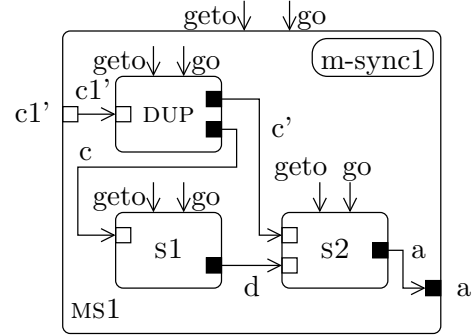 geto go
m-sync1
geto go
c1' c1' DUP
c c'
geto go
geto go
s1 s2 a
d a
MS1